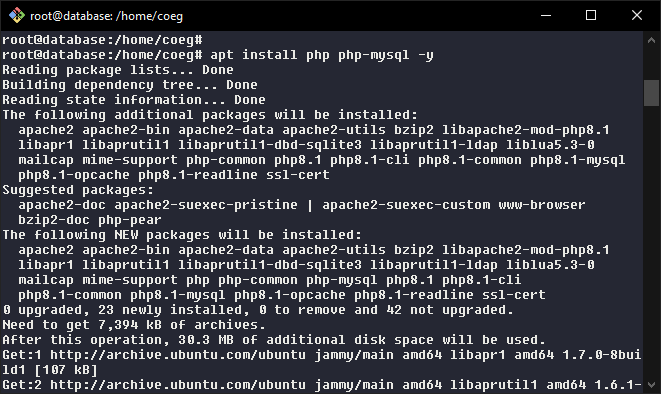 root@database: /home/coeg
root@database:/home/coeg#
root@database:/home/coeg# apt install php php-mysql -y
Reading package lists... Done
Building dependency tree... Done
Reading state information... Done
The following additional packages will be installed:
  apache2 apache2-bin apache2-data apache2-utils bzip2 libapache2-mod-php8.1
  libapr1 libaprutil1 libaprutil1-dbd-sqlite3 libaprutil1-ldap liblua5.3-0
  mailcap mime-support php-common php8.1 php8.1-cli php8.1-common php8.1-mysql
  php8.1-opcache php8.1-readline ssl-cert
Suggested packages:
  apache2-doc apache2-suexec-pristine | apache2-suexec-custom www-browser
  bzip2-doc php-pear
The following NEW packages will be installed:
  apache2 apache2-bin apache2-data apache2-utils bzip2 libapache2-mod-php8.1
  libapr1 libaprutil1 libaprutil1-dbd-sqlite3 libaprutil1-ldap liblua5.3-0
  mailcap mime-support php php-common php-mysql php8.1 php8.1-cli
  php8.1-common php8.1-mysql php8.1-opcache php8.1-readline ssl-cert
0 upgraded, 23 newly installed, 0 to remove and 42 not upgraded.
Need to get 7,394 kB of archives.
After this operation, 30.3 MB of additional disk space will be used.
Get:1 http://archive.ubuntu.com/ubuntu jammy/main amd64 libapr1 amd64 1.7.0-8bui
ld1 [107 kB]
Get:2 http://archive.ubuntu.com/ubuntu jammy/main amd64 libaprutil1 amd64 1.6.1-